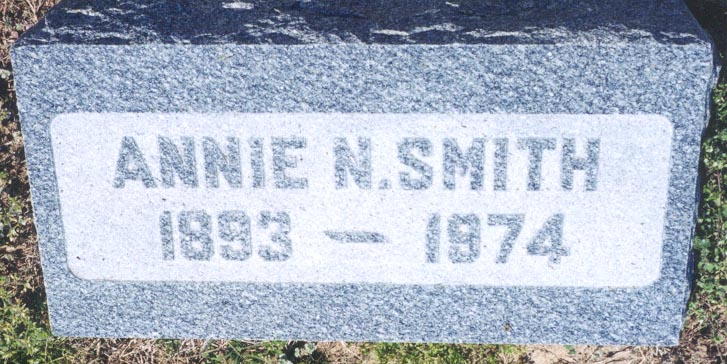 ANNIE N. SMITH
1893 — 1974